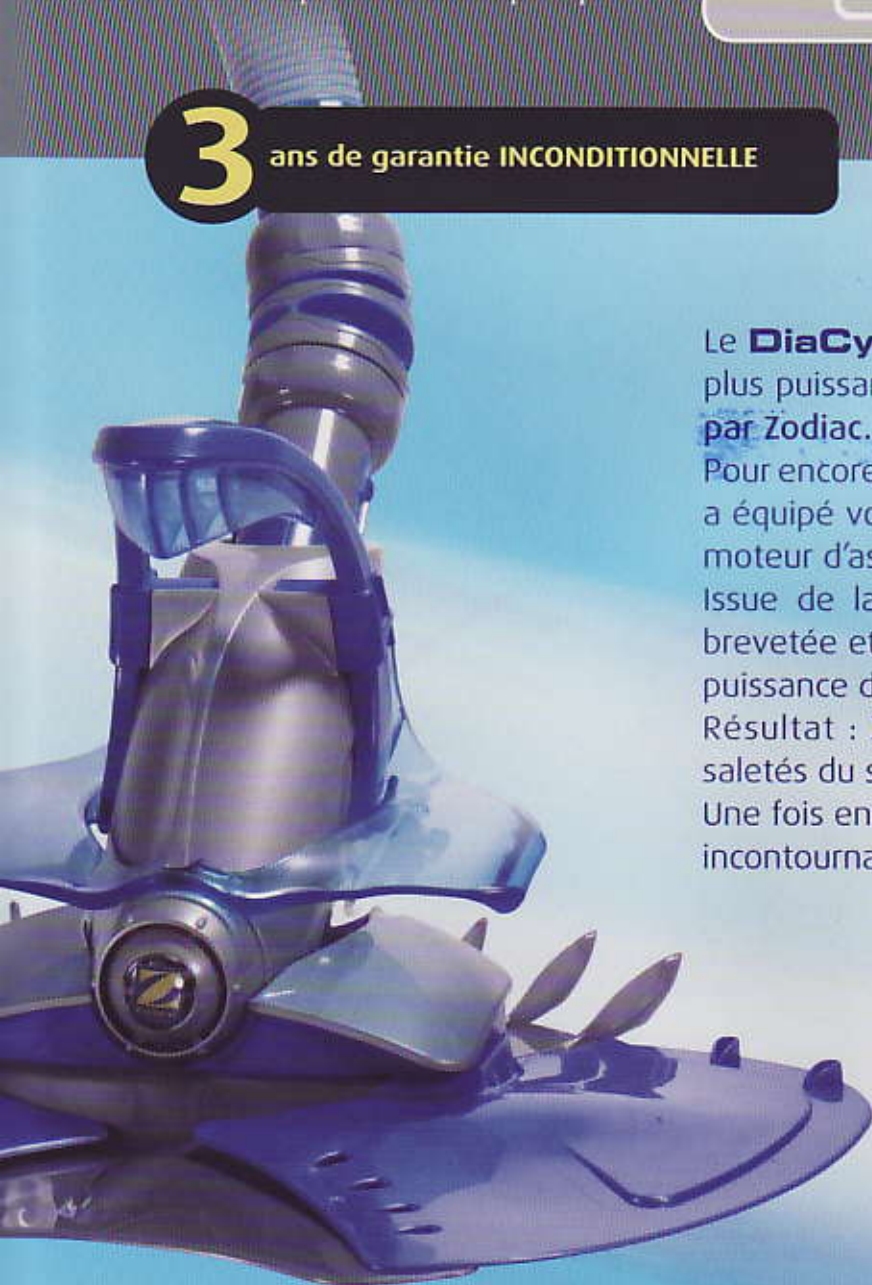 3 ans de garantie INCONDITIONNELLE
Le DiaCy
plus puissa
par Zodiac.
Pour encore
a équipé vo
moteur d'as
Issue de la
brevetée et
puissance d
Résultat :
saletés du s
Une fois en
incontourna
Z